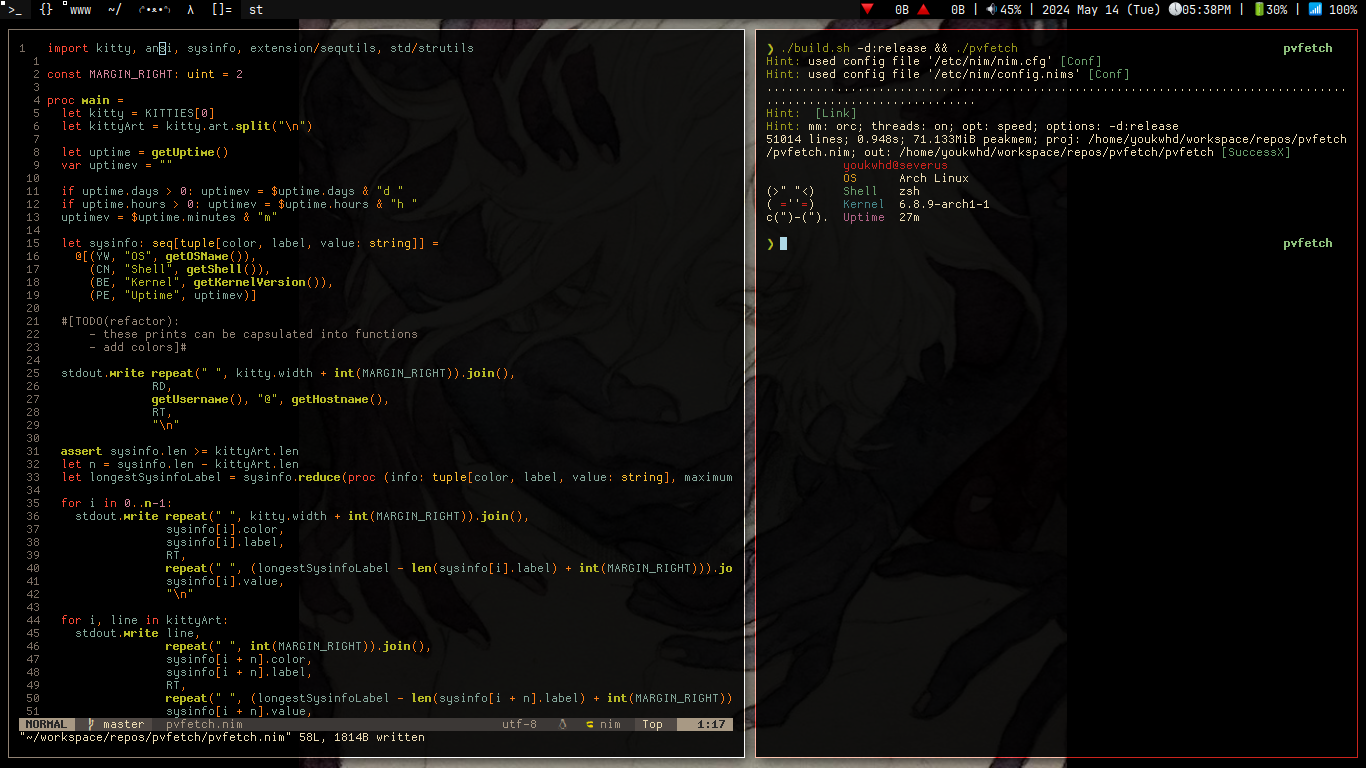 >_ {} www ~/ λ []= st 0B 0B | 45% | 2024 May 14 (Tue) 05:38PM | 30% | 100%
1 import kitty, ansi, sysinfo, extension/sequtils, std/strutils
1
2 const MARGIN_RIGHT: uint = 2
3
4 proc main =
5 let kitty = KITTIES[0]
6 let kittyArt = kitty.art.split("\n")
7
8 let uptime = getUptime()
9 var uptimev = ""
10
11 if uptime.days > 0: uptimev = $uptime.days & "d "
12 if uptime.hours > 0: uptimev = $uptime.hours & "h "
13 uptimev = $uptime.minutes & "m"
14
15 let sysinfo: seq[tuple[color, label, value: string]] =
16 @[(YW, "OS", getOSName()),
17 (CN, "Shell", getShell()),
18 (BE, "Kernel", getKernelVersion()),
19 (PE, "Uptime", uptimev)]
20
21 #[TODO(refactor):
22 - these prints can be capsulated into functions
23 - add colors]#
24
25 stdout.write repeat(" ", kitty.width + int(MARGIN_RIGHT)).join(),
26 RD,
27 getUsername(), "@", getHostname(),
28 RT,
29 "\n"
30
31 assert sysinfo.len >= kittyArt.len
32 let n = sysinfo.len - kittyArt.len
33 let longestSysinfoLabel = sysinfo.reduce(proc (info: tuple[color, label, value: string], maximum
34
35 for i in 0..n-1:
36 stdout.write repeat(" ", kitty.width + int(MARGIN_RIGHT)).join(),
37 sysinfo[i].color,
38 sysinfo[i].label,
39 RT,
40 repeat(" ", (longestSysinfoLabel - len(sysinfo[i].label) + int(MARGIN_RIGHT))).jo
41 sysinfo[i].value,
42 "\n"
43
44 for i, line in kittyArt:
45 stdout.write line,
46 repeat(" ", int(MARGIN_RIGHT)).join(),
47 sysinfo[i + n].color,
48 sysinfo[i + n].label,
49 RT,
50 repeat(" ", (longestSysinfoLabel - len(sysinfo[i + n].label) + int(MARGIN_RIGHT))
51 sysinfo[i + n].value,
NORMAL master pvfetch.nim utf-8 nim Top 1:17
"~/workspace/repos/pvfetch/pvfetch.nim" 58L, 1814B written
❯ ./build.sh -d:release && ./pvfetch pvfetch
Hint: used config file '/etc/nim/nim.cfg' [Conf]
Hint: used config file '/etc/nim/config.nims' [Conf]
Hint: [Link]
Hint: mm: orc; threads: on; opt: speed; options: -d:release
51014 lines; 0.948s; 71.133MiB peakmem; proj: /home/youkwhd/workspace/repos/pvfetch
/pvfetch.nim; out: /home/youkwhd/workspace/repos/pvfetch/pvfetch [SuccessX]
youkwhd@severus
OS Arch Linux
(>" "<) Shell zsh
( =''=) Kernel 6.8.9-arch1-1
c(")-("). Uptime 27m
❯ pvfetch